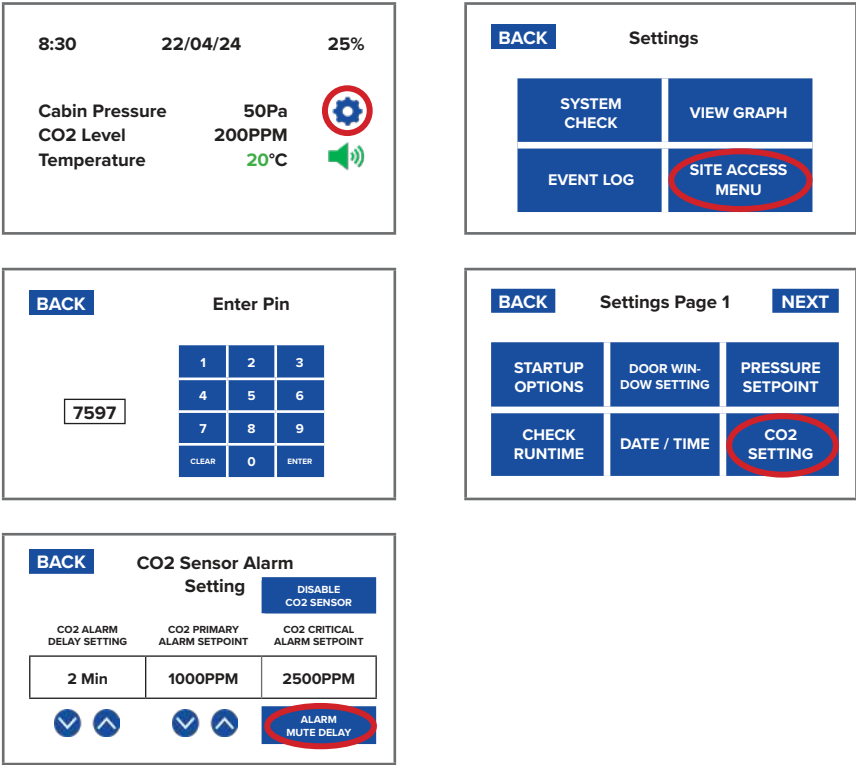 8:30 22/04/24 25%
Cabin Pressure 50Pa
CO2 Level 200PPM
Temperature 20°C
BACK Settings
SYSTEM
CHECK
VIEW GRAPH
EVENT LOG
SITE ACCESS
MENU
BACK Enter Pin
7597
1 2 3
4 5 6
7 8 9
CLEAR 0 ENTER
BACK Settings Page 1 NEXT
STARTUP
OPTIONS
DOOR WIN-
DOW SETTING
PRESSURE
SETPOINT
CHECK
RUNTIME
DATE / TIME
CO2
SETTING
BACK CO2 Sensor Alarm
Setting
DISABLE
CO2 SENSOR
CO2 ALARM
DELAY SETTING
CO2 PRIMARY
ALARM SETPOINT
CO2 CRITICAL
ALARM SETPOINT
2 Min 1000PPM 2500PPM
ALARM
MUTE DELAY